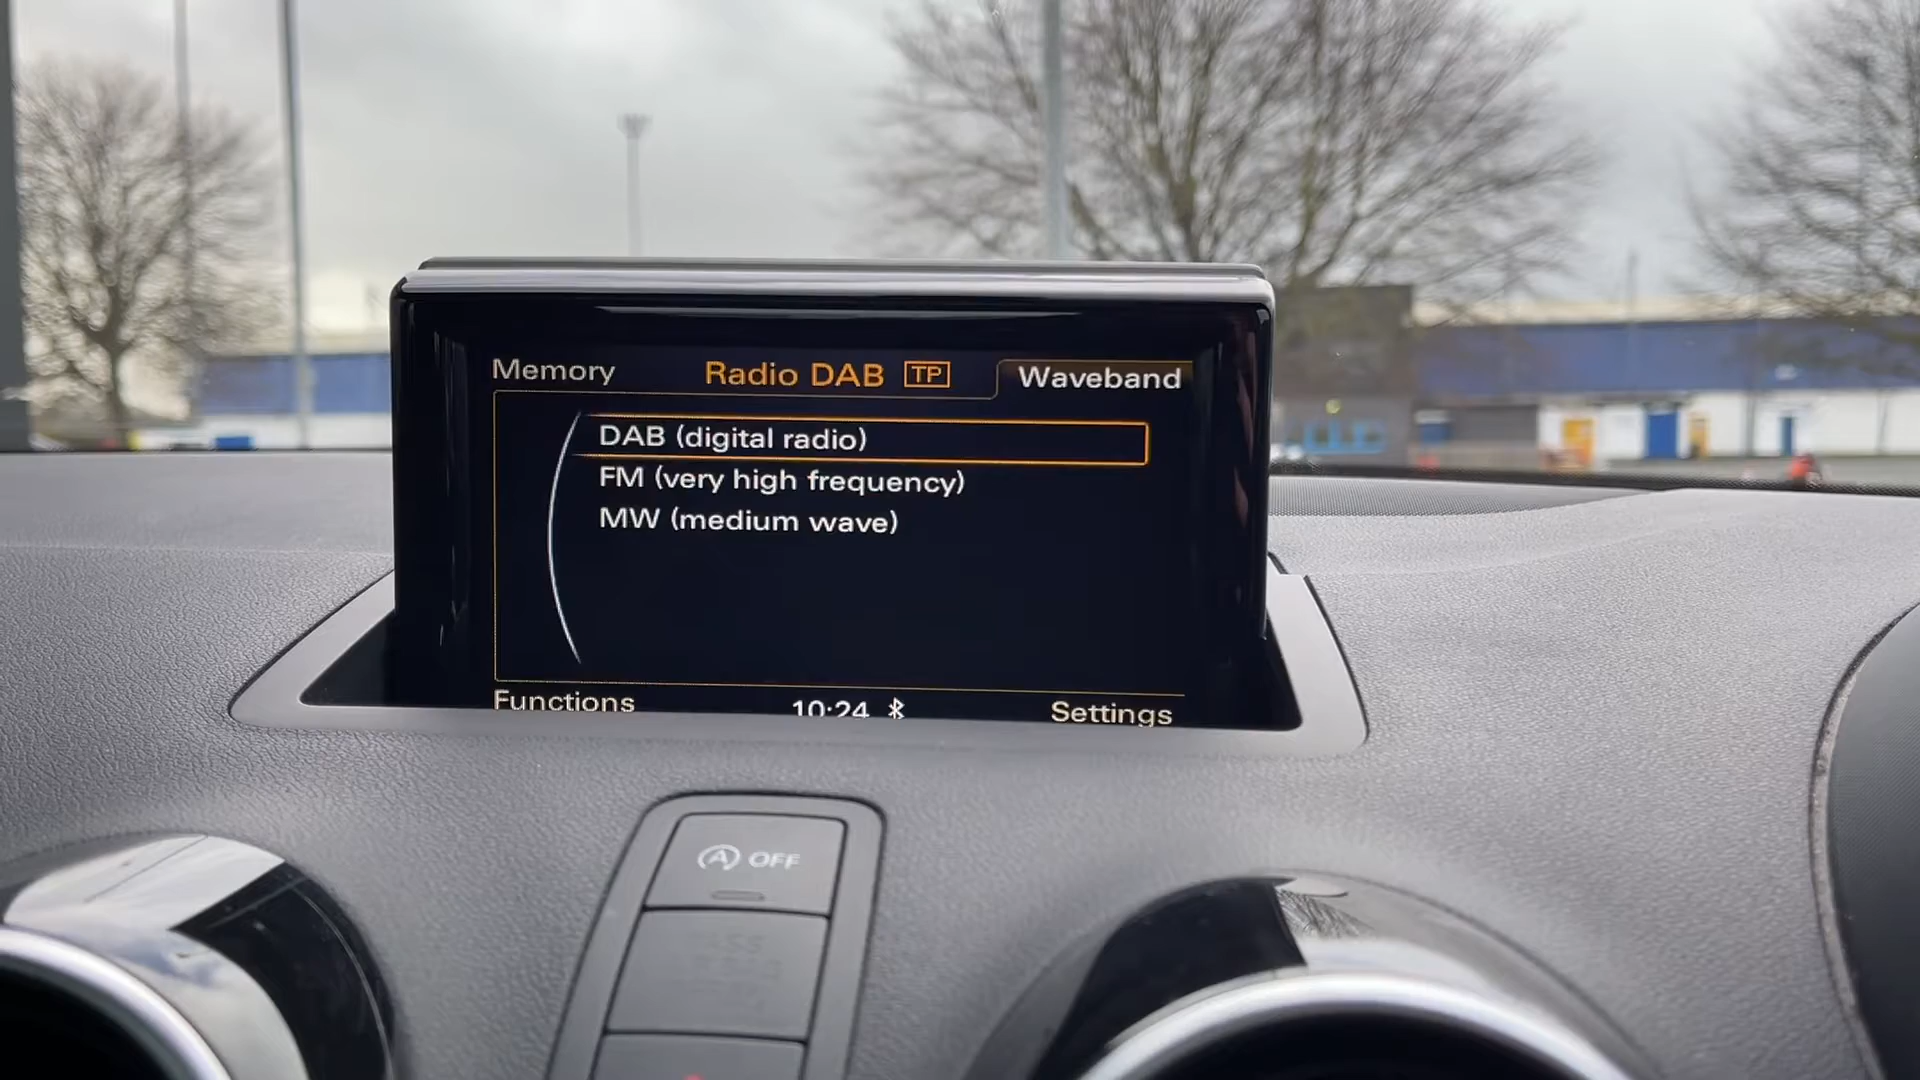 Memory Radio DAB TP Waveband
DAB (digital radio)
FM (very high frequency)
MW (medium wave)
Functions 10:24 Settings
A OFF